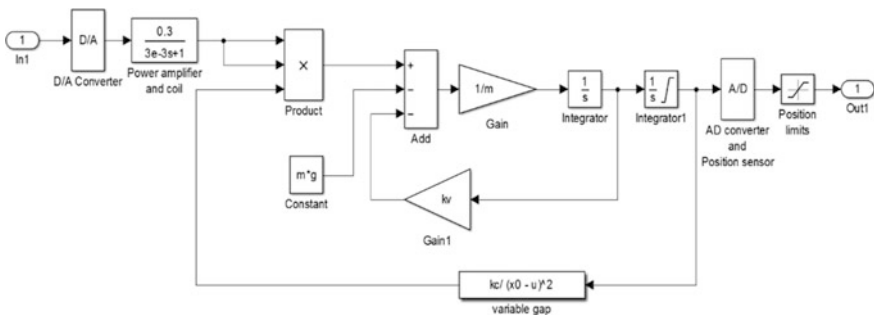 1
In1
D/A
D/A Converter
0.3
3e-3s+1
Power amplifier
and coil
×
Product
m*g
Constant
+
−
−
Add
1/m
Gain
kv
Gain1
1
s
Integrator
1
s
Integrator1
A/D
AD converter
and
Position sensor
Position
limits
1
Out1
kc/ (x0 - u)^2
variable gap